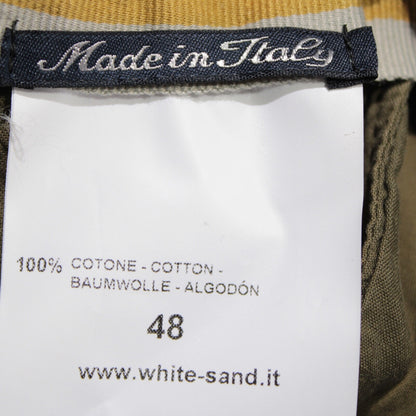 Made in Italy
100% COTONE - COTTON -
BAUMWOLLE - ALGODÓN
48
www.white-sand.it